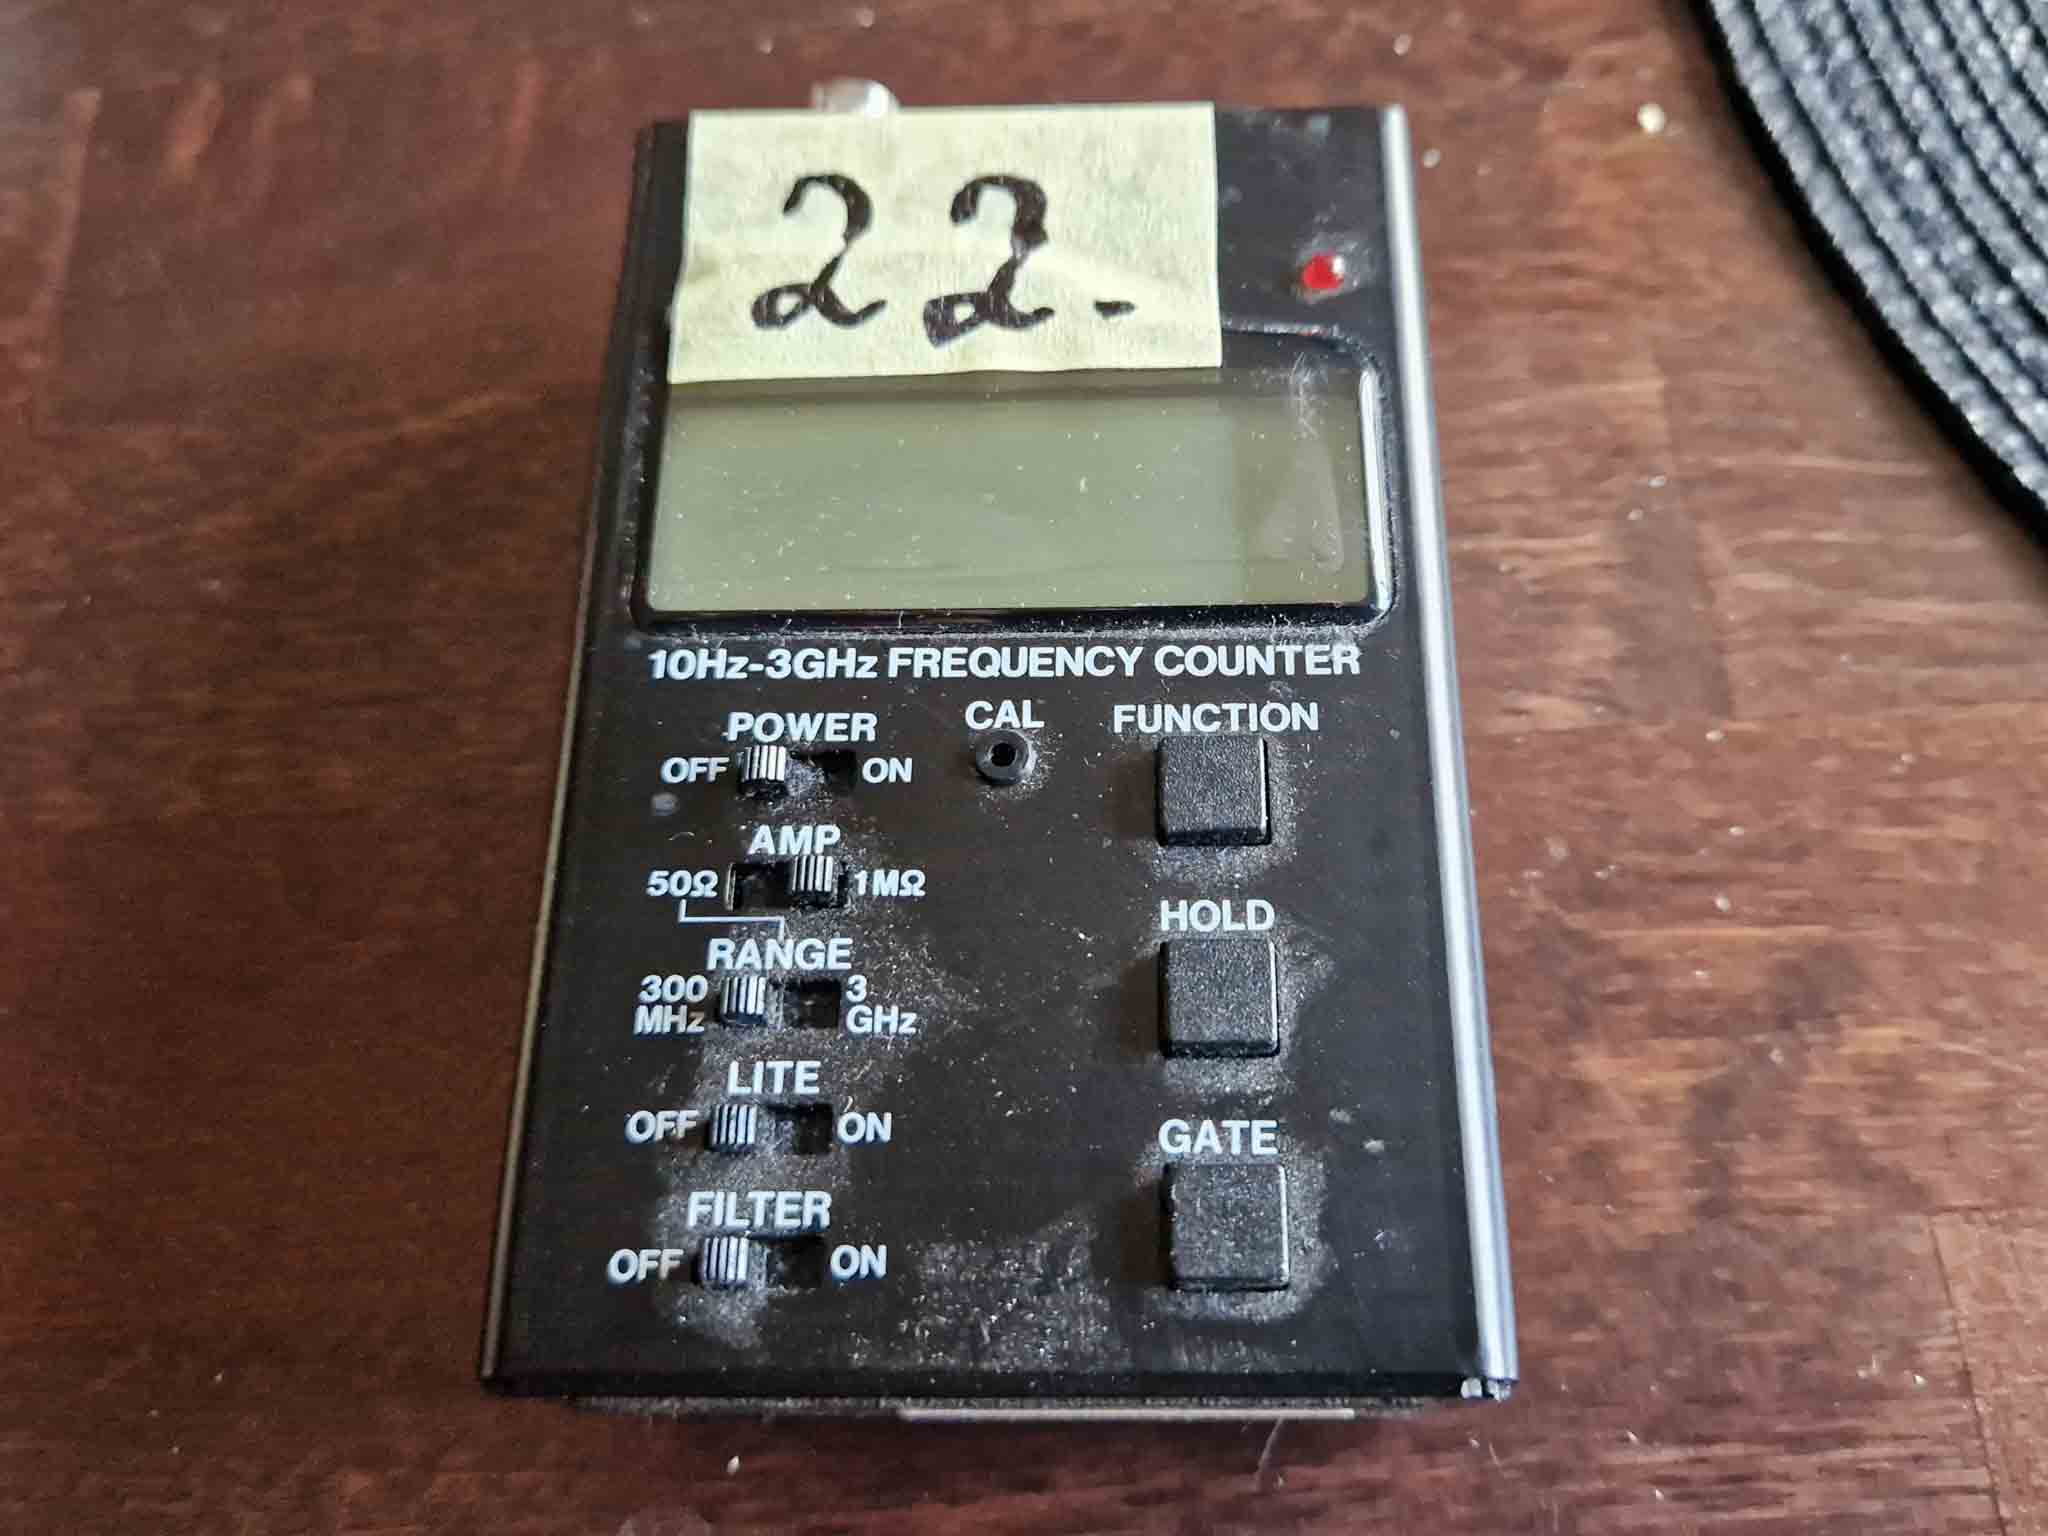 22.
10Hz-3GHz FREQUENCY COUNTER
POWER
OFF ON
CAL
FUNCTION
AMP
50Ω 1MΩ
HOLD
RANGE
300 MHz 3 GHz
LITE
OFF ON
GATE
FILTER
OFF ON